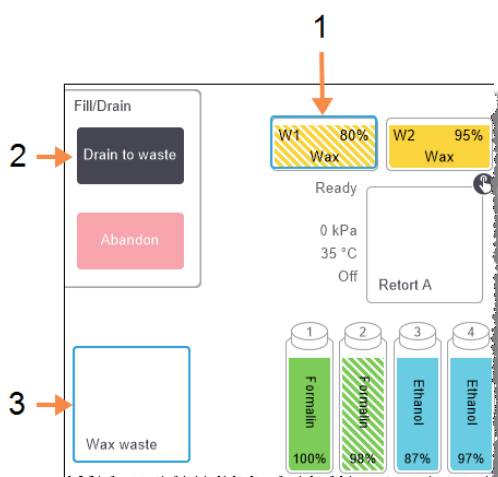 1
Fill/Drain
2
Drain to waste
Abandon
W1 80%
Wax
W2 95%
Wax
Ready
0 kPa
35 °C
Off
Retort A
3
Wax waste
1
Formalin
100%
2
Formalin
98%
3
Ethanol
87%
4
Ethanol
97%